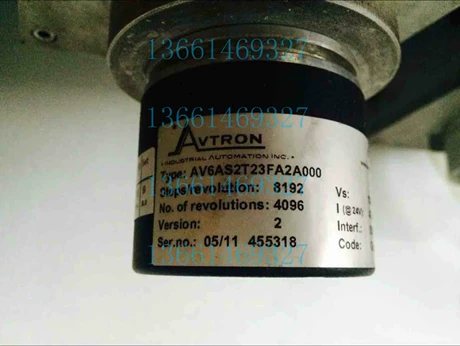 13661469327
13661469327
AVTRON
INDUSTRIAL AUTOMATION INC.
13661469327
Type: AV6AS2T23FA2A000
Steps/revolution: 8192
No. of revolutions: 4096
Version: 2
Ser.no.: 05/11 455318
Vs:
I (@24V)
Interf.:
Code:
13661469327